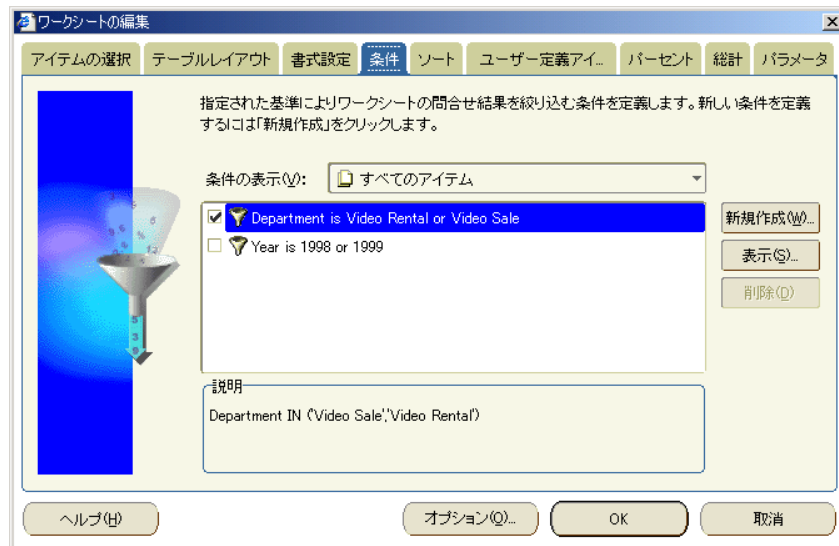 ワークシートの編集
アイテムの選択 テーブルレイアウト 書式設定 条件 ソート ユーザー定義アイ... パーセント 総計 パラメータ
指定された基準によりワークシートの問合せ結果を絞り込む条件を定義します。新しい条件を定義
するには「新規作成」をクリックします。
条件の表示(V): すべてのアイテム
Department is Video Rental or Video Sale
Year is 1998 or 1999
新規作成(W)...
表示(S)...
削除(D)
説明
Department IN ('Video Sale','Video Rental')
ヘルプ(H) オプション(O)... OK 取消